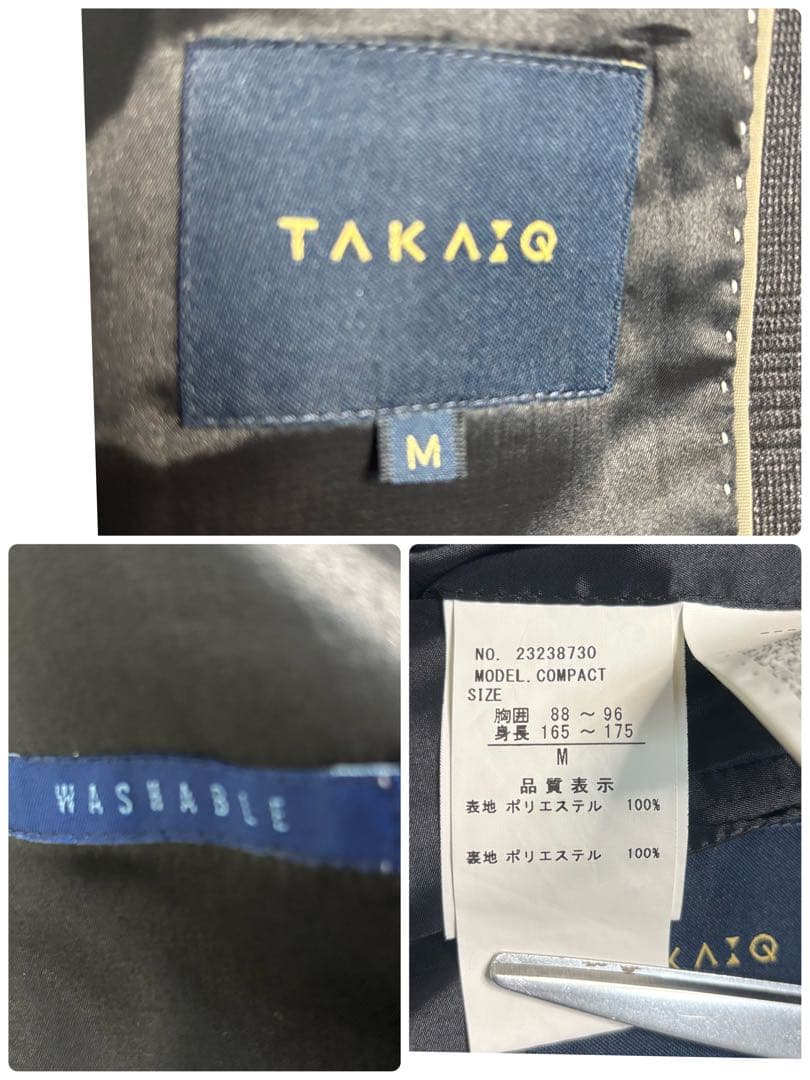 TAKA:Q
M
WASHABLE
NO. 23238730
MODEL.COMPACT
SIZE
胸囲 88 ～ 96
身長 165 ～ 175
M
品質表示
表地 ポリエステル 100%
裏地 ポリエステル 100%
KA:Q